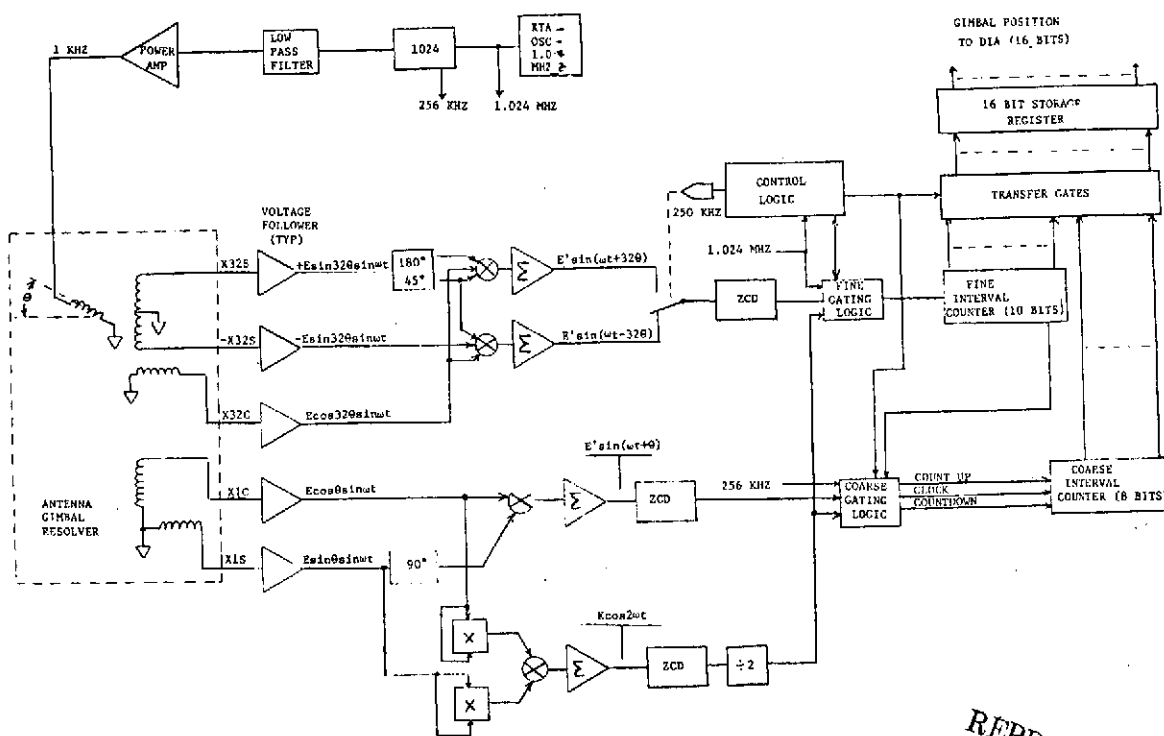 GIMBAL POSITION
TO DIA (16 BITS)
1 KHZ
POWER
AMP
LOW
PASS
FILTER
1024
XTA
OSC
1.0
MHZ
256 KHZ
1.024 MHZ
16 BIT STORAGE
REGISTER
CONTROL
LOGIC
TRANSFER GATES
250 KHZ
1.024 MHZ
VOLTAGE
FOLLOWER
(TYP)
θ
X32S
+Esin32θsinωt
180°
45°
Σ
E'sin(ωt+32θ)
ZCD
FINE
GATING
LOGIC
FINE
INTERVAL
COUNTER (10 BITS)
-X32S
-Esin32θsinωt
Σ
E'sin(ωt-32θ)
X32C
Ecos32θsinωt
X1C
Ecosθsinωt
E'sin(ωt+θ)
Σ
ZCD
256 KHZ
COARSE
GATING
LOGIC
COUNT UP
CLOCK
COUNTDOWN
COARSE
INTERVAL
COUNTER (8 BITS)
ANTENNA
GIMBAL
RESOLVER
X1S
Esinθsinωt
90°
X
X
Kcos2ωt
Σ
ZCD
÷2